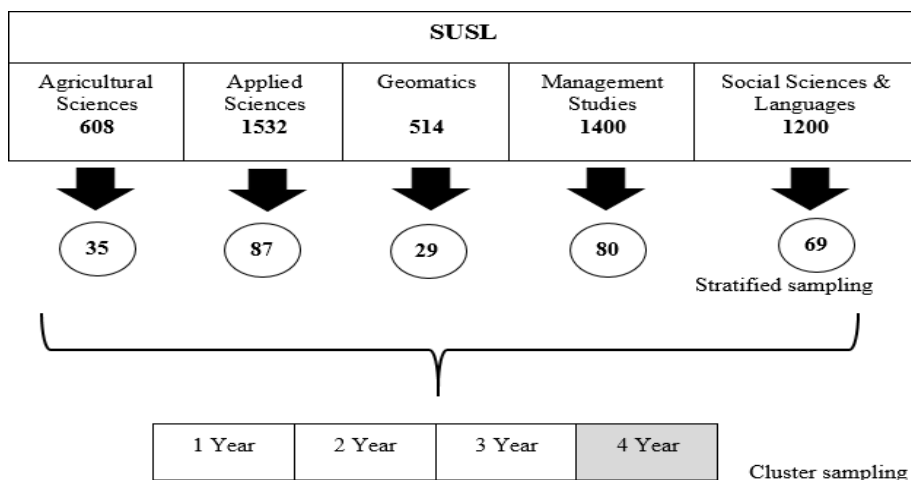 SUSL
Agricultural
Sciences
608
Applied
Sciences
1532
Geomatics
514
Management
Studies
1400
Social Sciences &
Languages
1200
35
87
29
80
69
Stratified sampling
1 Year
2 Year
3 Year
4 Year
Cluster sampling